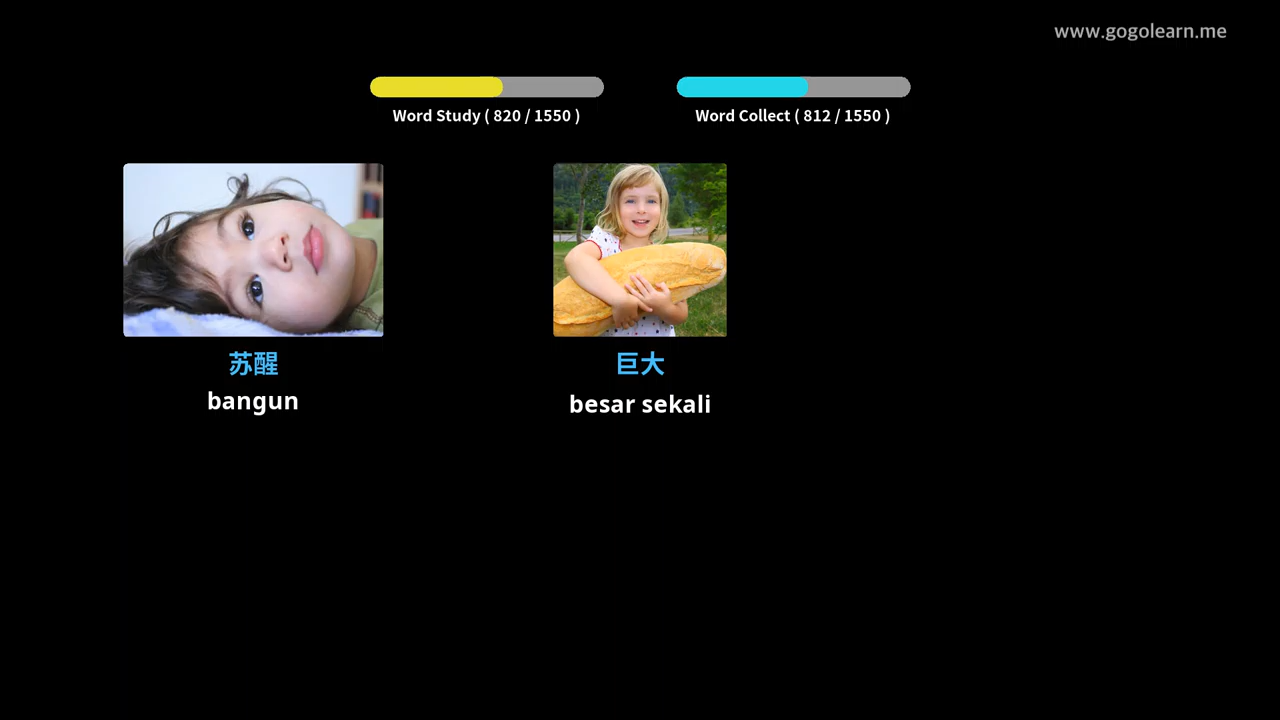 www.gogolearn.me
Word Study ( 820 / 1550 )
Word Collect ( 812 / 1550 )
苏醒
bangun
巨大
besar sekali